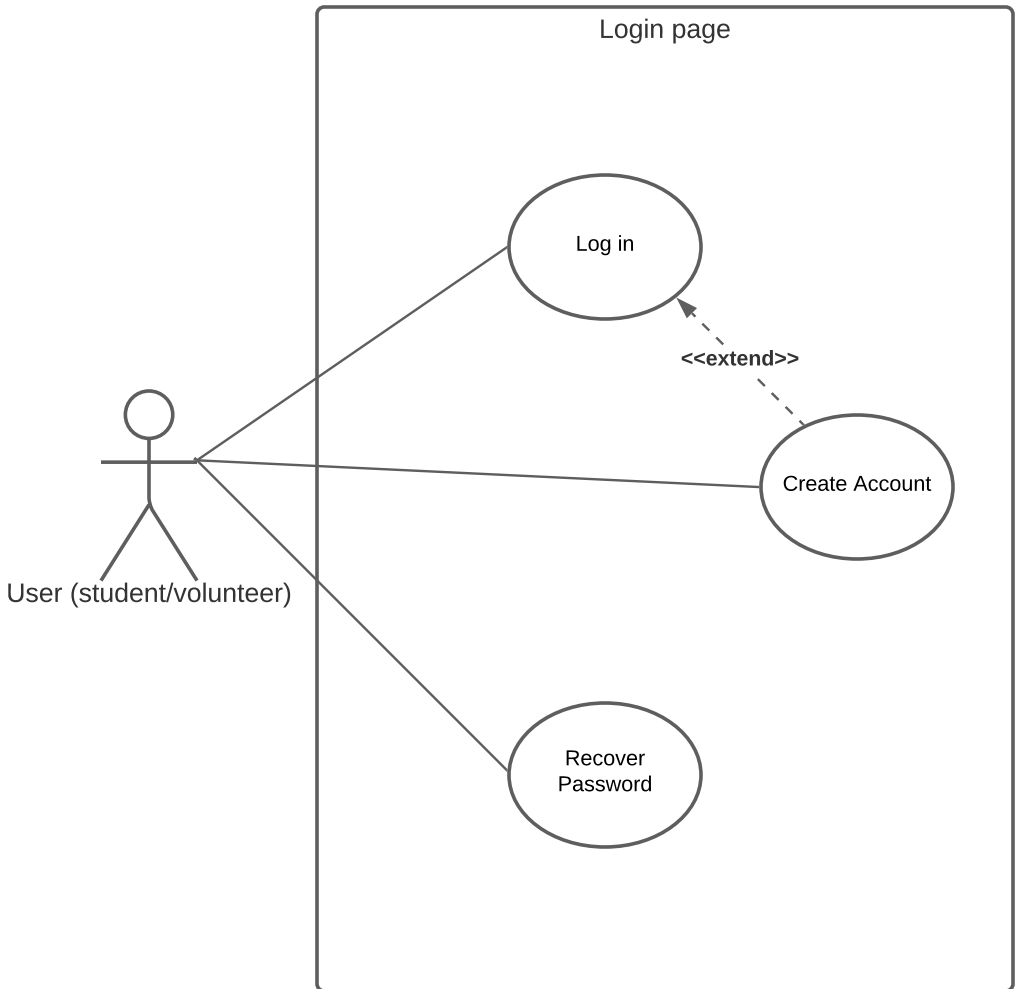 Login page
Log in
<<extend>>
Create Account
User (student/volunteer)
Recover
Password